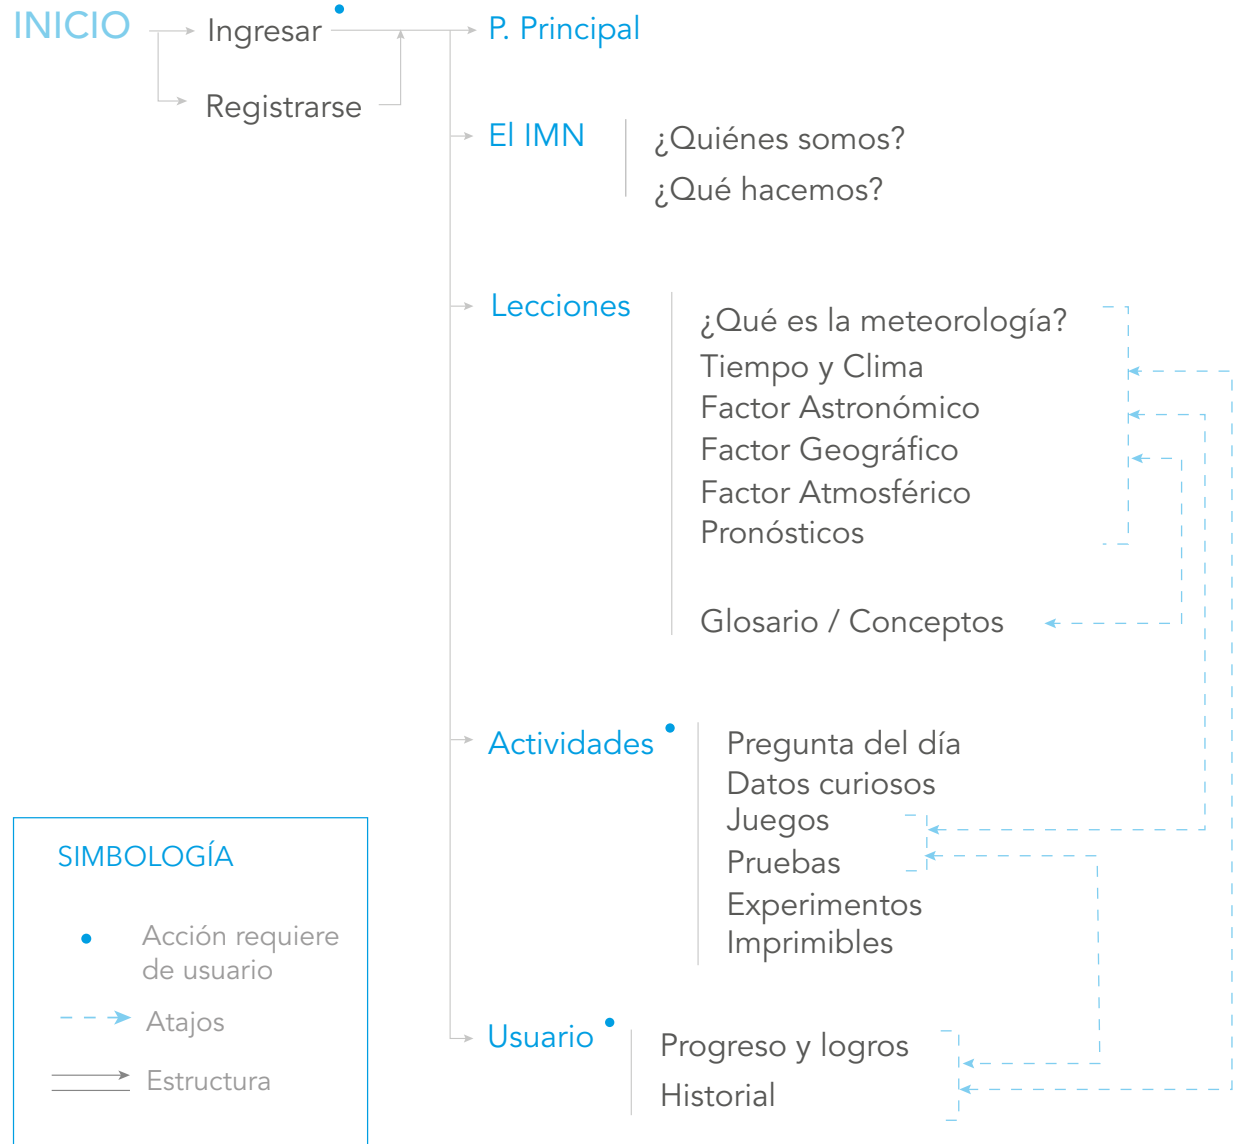 INICIO
Ingresar
P. Principal
Registrarse
El IMN
¿Quiénes somos?
¿Qué hacemos?
Lecciones
¿Qué es la meteorología?
Tiempo y Clima
Factor Astronómico
Factor Geográfico
Factor Atmosférico
Pronósticos
Glosario / Conceptos
Actividades
Pregunta del día
Datos curiosos
Juegos
Pruebas
Experimentos
Imprimibles
Usuario
Progreso y logros
Historial
SIMBOLOGÍA
Acción requiere
de usuario
Atajos
Estructura